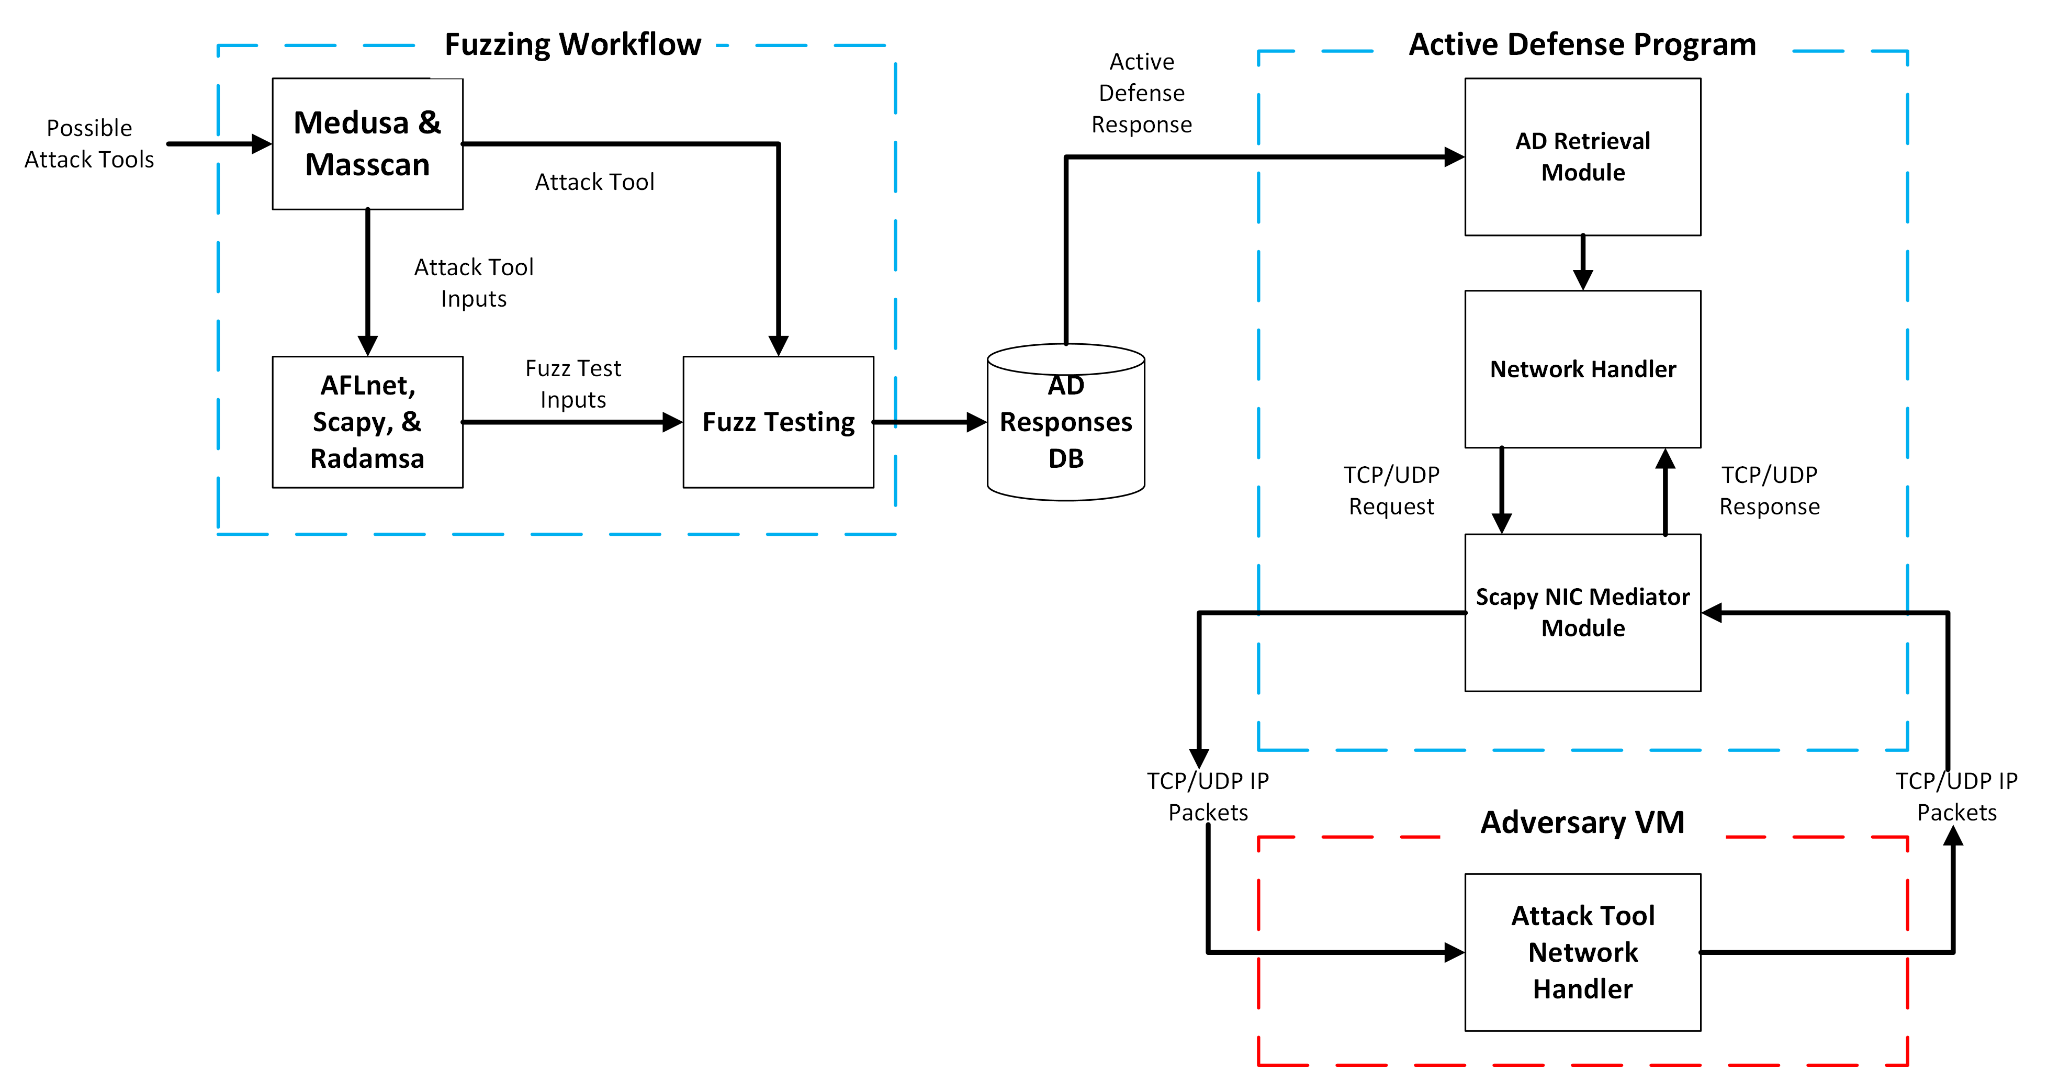 Fuzzing Workflow
Possible
Attack Tools
Medusa &
Masscan
Attack Tool
Attack Tool
Inputs
AFLnet,
Scapy, &
Radamsa
Fuzz Test
Inputs
Fuzz Testing
AD
Responses
DB
Active
Defense
Response
Active Defense Program
AD Retrieval
Module
Network Handler
TCP/UDP
Request
TCP/UDP
Response
Scapy NIC Mediator
Module
TCP/UDP IP
Packets
TCP/UDP IP
Packets
Adversary VM
Attack Tool
Network
Handler